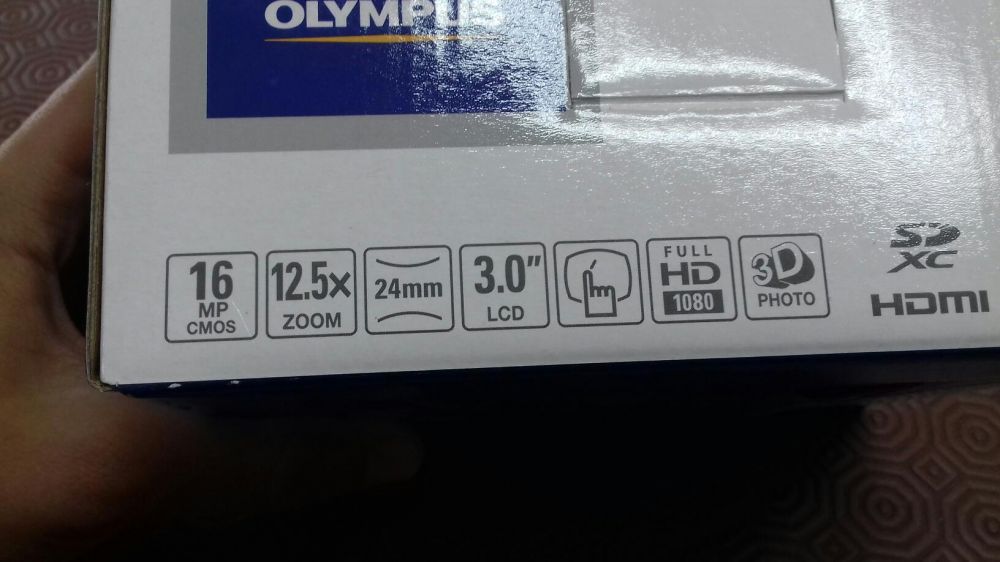 OLYMPUS
16
MP
CMOS
12.5x
ZOOM
24mm
3.0"
LCD
FULL
HD
1080
3D
PHOTO
SD
XC
HDMI